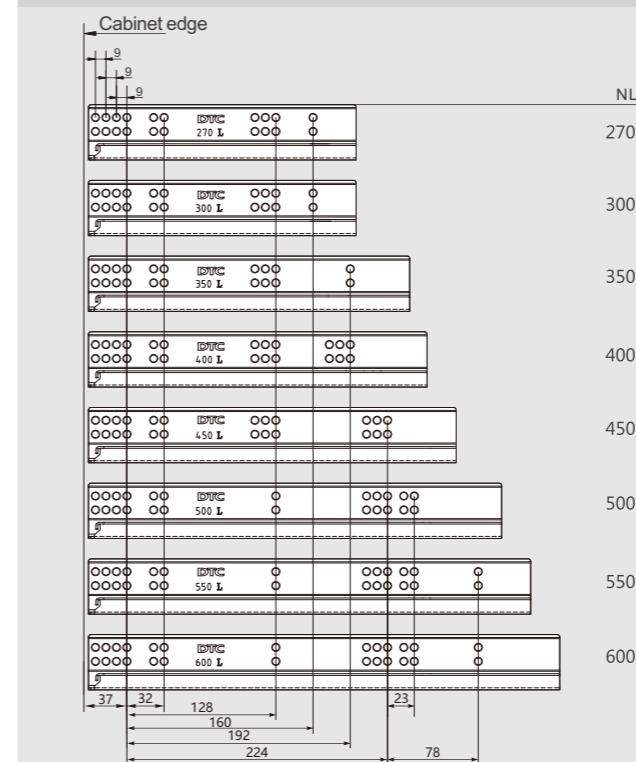 Cabinet edge
9
9
9
NL
DTC
270 L
270
DTC
300 L
300
DTC
350 L
350
DTC
400 L
400
DTC
450 L
450
DTC
500 L
500
DTC
550 L
550
DTC
600 L
600
37
32
23
128
160
192
224
78